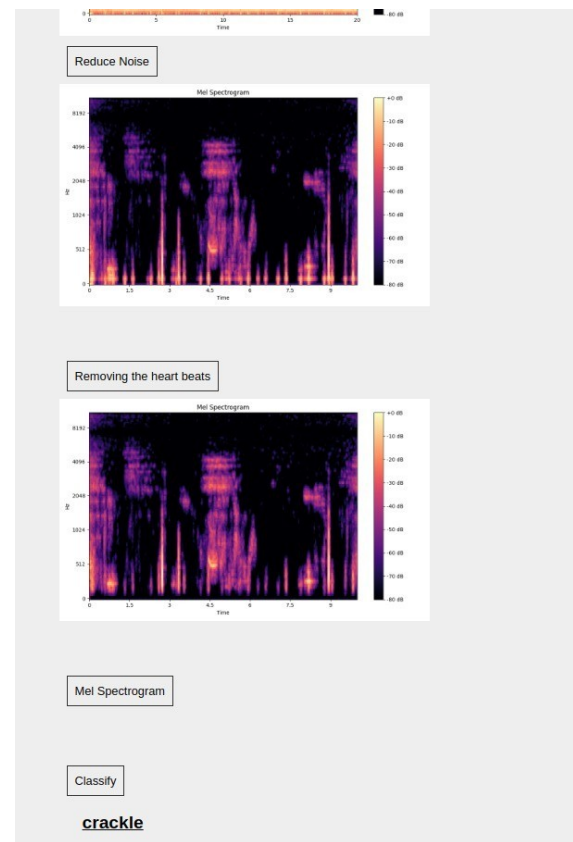 0
-80 dB
0 5 10 15 20
Time
Reduce Noise
Mel Spectrogram
+0 dB
8192
-10 dB
4096
-20 dB
-30 dB
2048
Hz
-40 dB
1024
-50 dB
512
-60 dB
-70 dB
0
-80 dB
0 1.5 3 4.5 6 7.5 9
Time
Removing the heart beats
Mel Spectrogram
+0 dB
8192
-10 dB
4096
-20 dB
-30 dB
2048
Hz
-40 dB
1024
-50 dB
512
-60 dB
-70 dB
0
-80 dB
0 1.5 3 4.5 6 7.5 9
Time
Mel Spectrogram
Classify
crackle